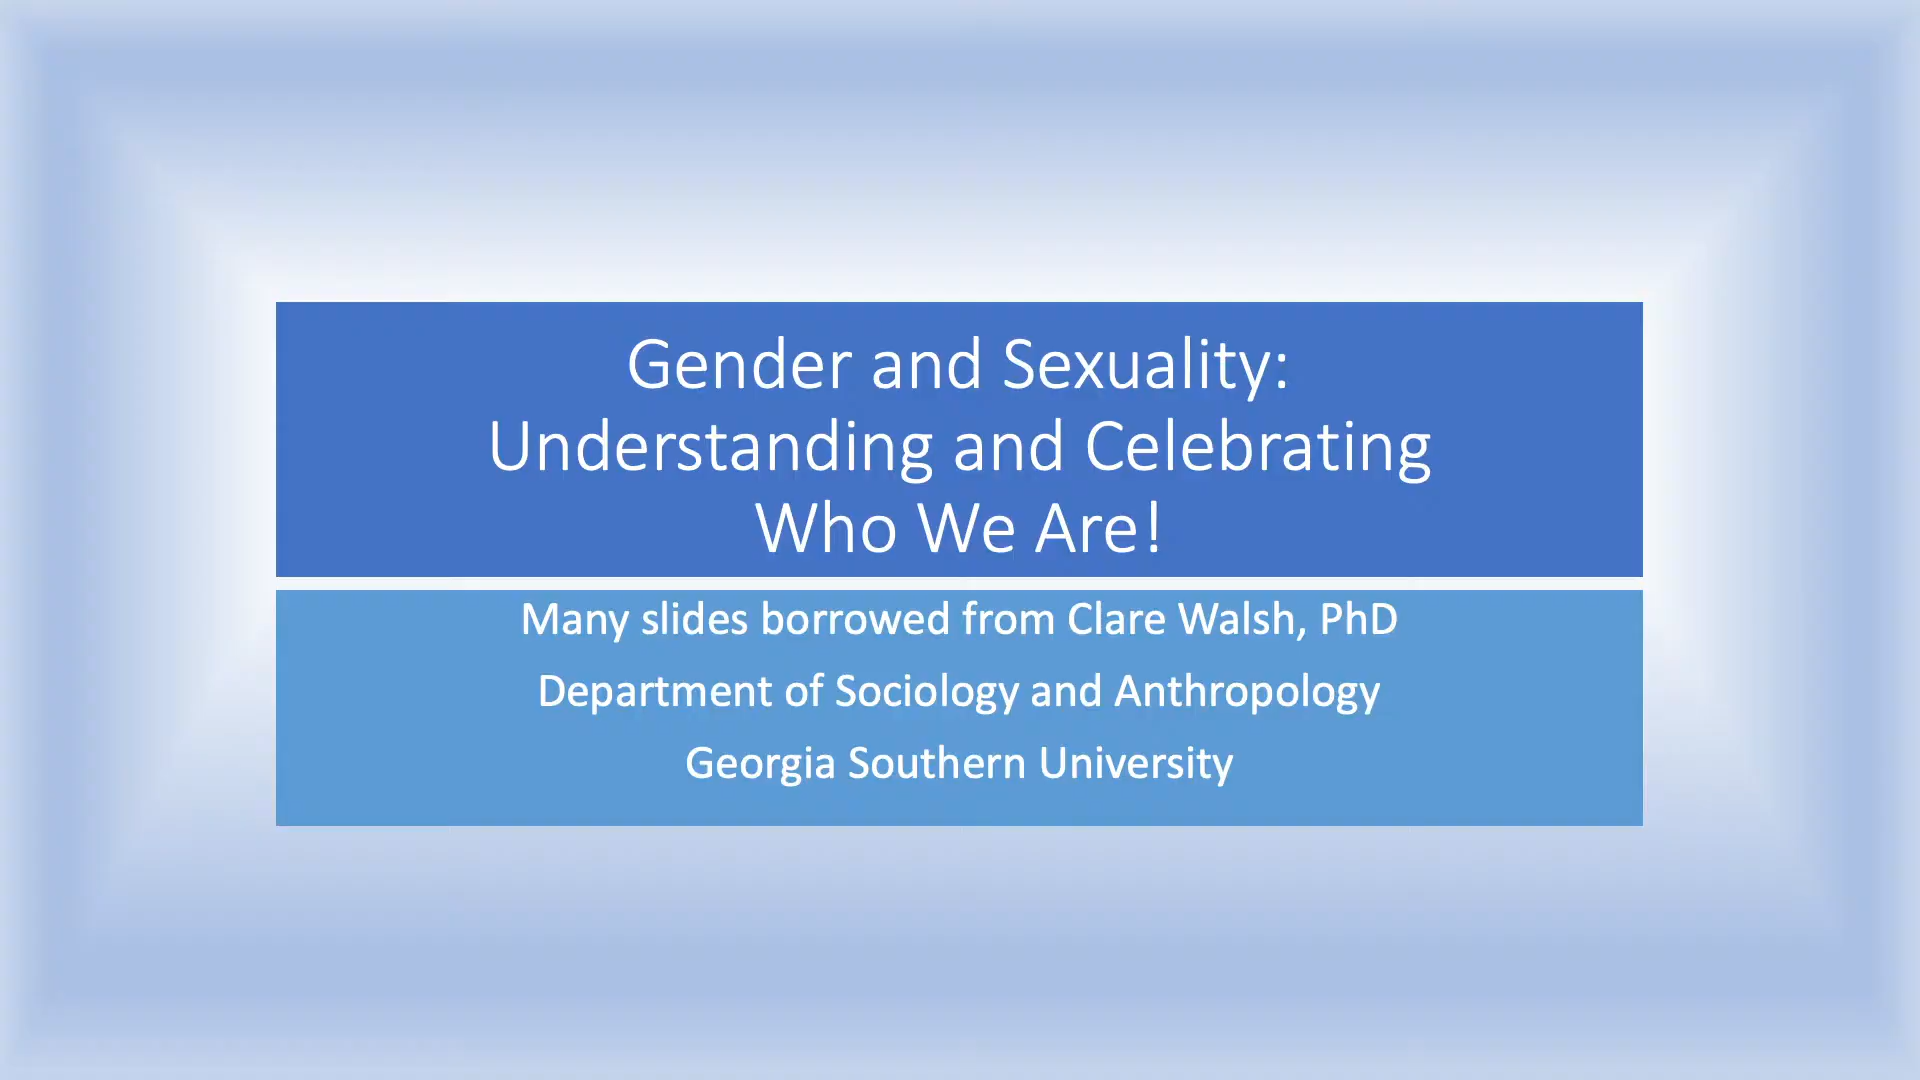 Gender and Sexuality:
Understanding and Celebrating
Who We Are!
Many slides borrowed from Clare Walsh, PhD
Department of Sociology and Anthropology
Georgia Southern University